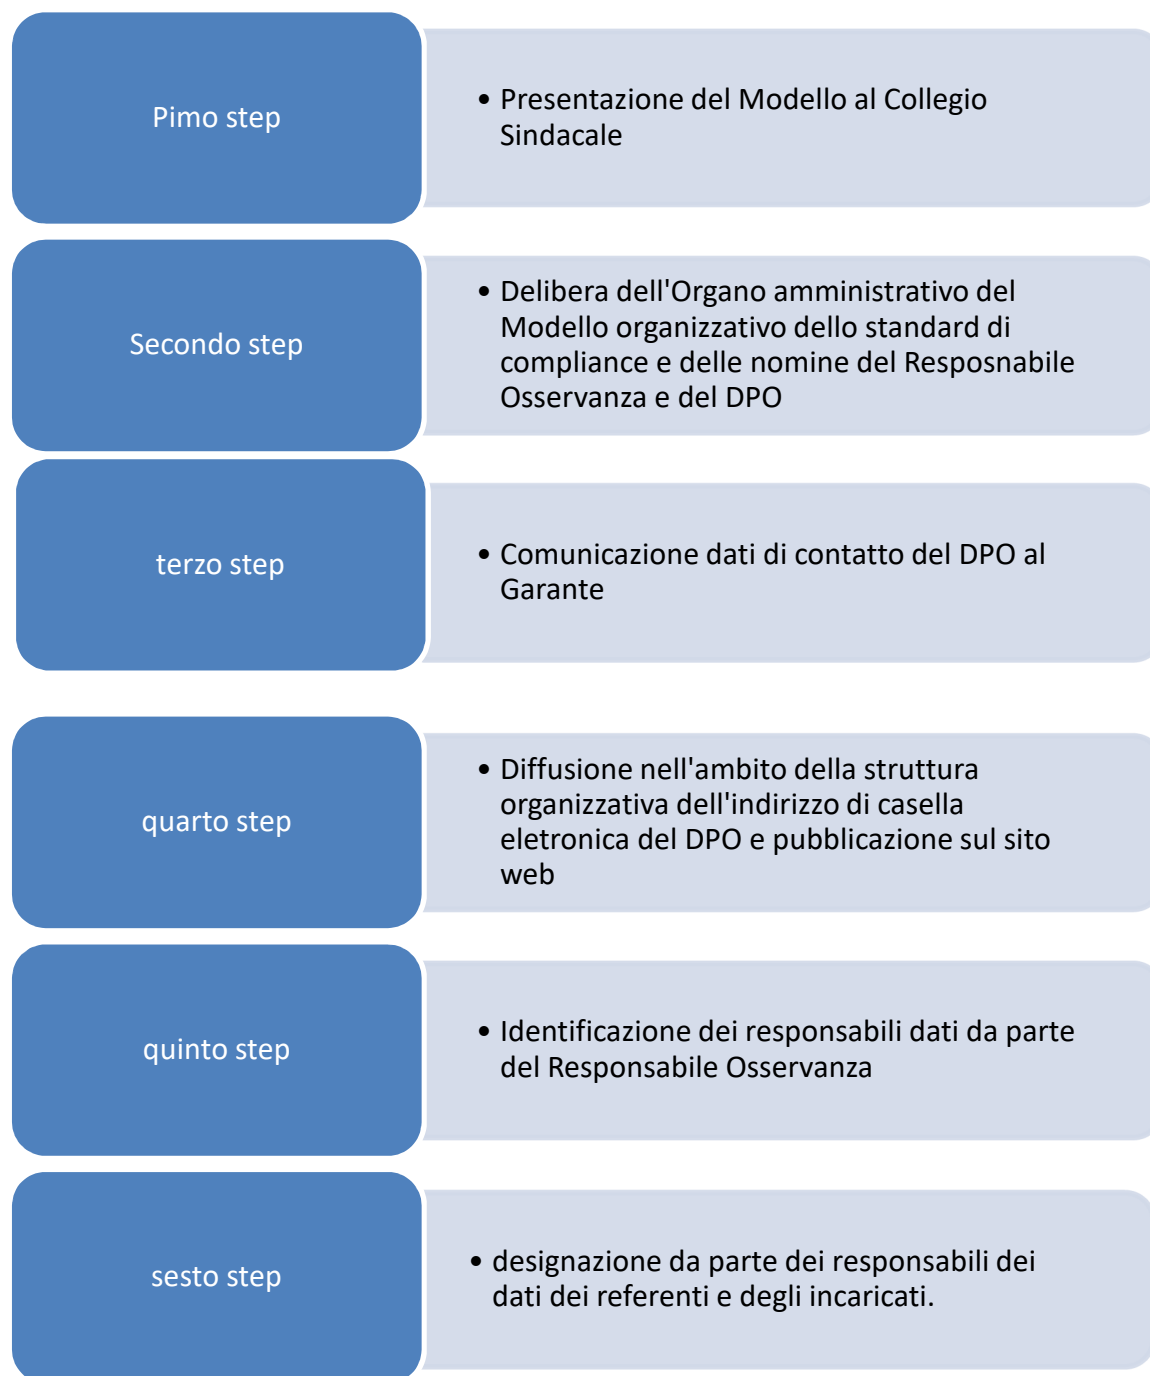 Pimo step
• Presentazione del Modello al Collegio
Sindacale
Secondo step
• Delibera dell'Organo amministrativo del
Modello organizzativo dello standard di
compliance e delle nomine del Resposnabile
Osservanza e del DPO
terzo step
• Comunicazione dati di contatto del DPO al
Garante
quarto step
• Diffusione nell'ambito della struttura
organizzativa dell'indirizzo di casella
eletronica del DPO e pubblicazione sul sito
web
quinto step
• Identificazione dei responsabili dati da parte
del Responsabile Osservanza
sesto step
• designazione da parte dei responsabili dei
dati dei referenti e degli incaricati.